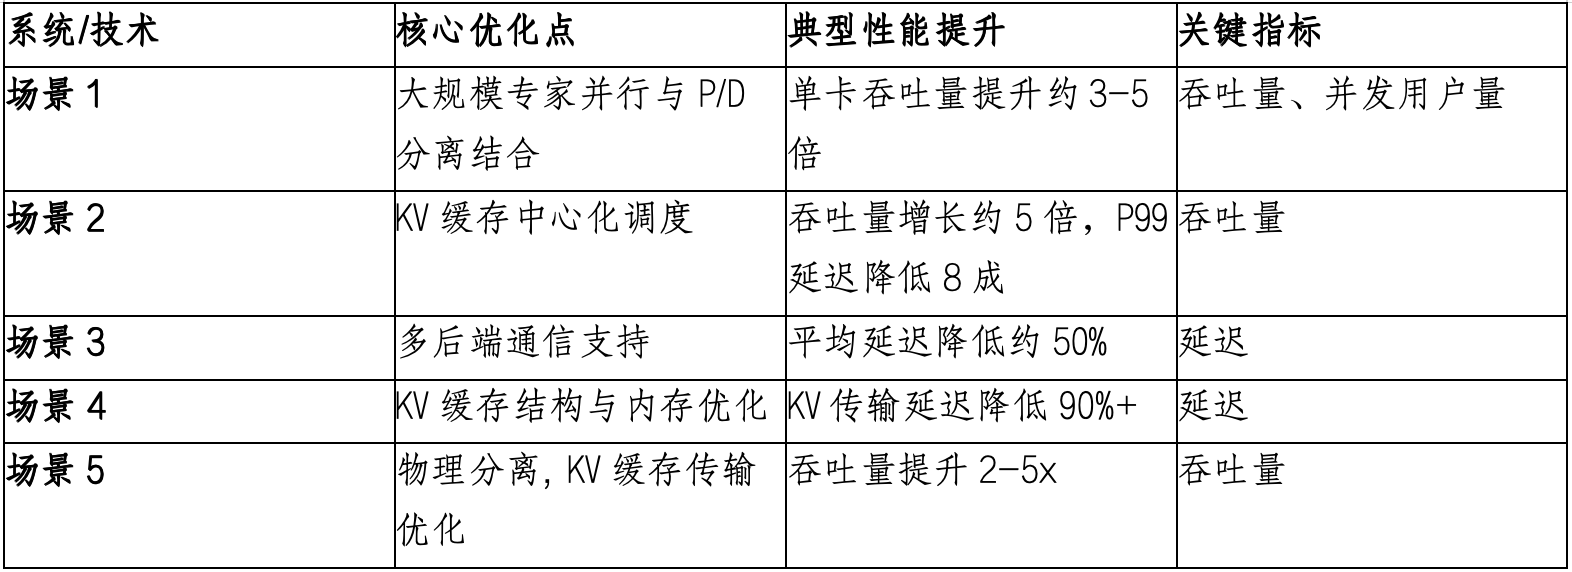 系统/技术 核心优化点 典型性能提升 关键指标
场景 1 大规模专家并行与 P/D 单卡吞吐量提升约 3-5 吞吐量、并发用户量
分离结合 倍
场景 2 KV 缓存中心化调度 吞吐量增长约 5 倍，P99 吞吐量
延迟降低 8 成
场景 3 多后端通信支持 平均延迟降低约 50% 延迟
场景 4 KV 缓存结构与内存优化 KV 传输延迟降低 90%+ 延迟
场景 5 物理分离, KV 缓存传输 吞吐量提升 2-5x 吞吐量
优化